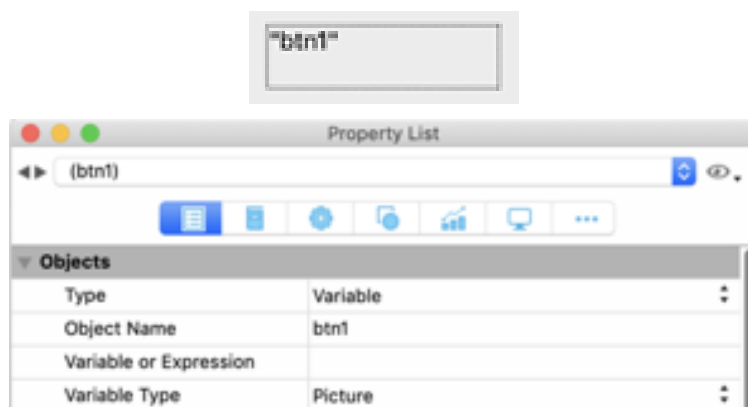 "btn1"
Property List
(btn1)
Objects
Type Variable
Object Name btn1
Variable or Expression
Variable Type Picture